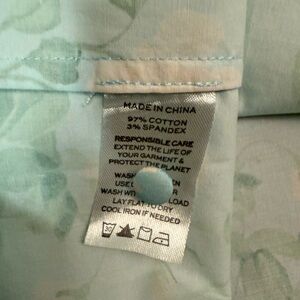 MADE IN CHINA
97% COTTON
3% SPANDEX
RESPONSIBLE CARE
EXTEND THE LIFE OF
YOUR GARMENT &
PROTECT THE PLANET
WASH
USE
WASH LOAD
LAY FLAT TO DRY
COOL IRON IF NEEDED
30